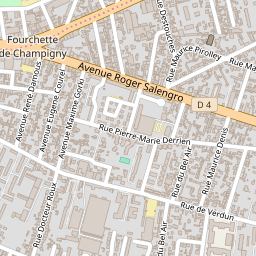 Fourchette
de Champigny
Avenue Roger Salengro
D 4
Rue Maurice Pirolley
Rue Destouches
Avenue René Damous
Avenue Eugène Courel
Avenue Maxime Gorki
Rue Pierre-Marie Derrien
Rue Maurice Denis
Rue du Bel Air
Rue du Bel Air
Rue de Verdun
Rue Docteur Roux